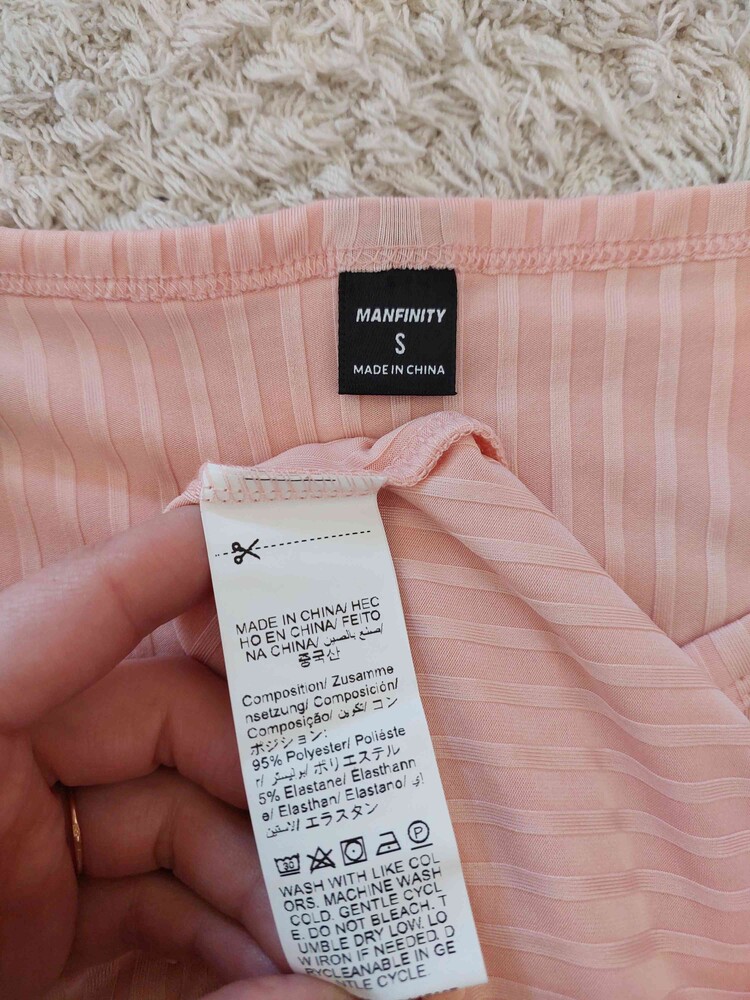 MANFINITY
S
MADE IN CHINA
MADE IN CHINA/ HEC
HO EN CHINA/ FEITO
NA CHINA/ صنع بالصين/
중국산
Composition/ Zusamme
nsetzung/ Composición/
Composição/ تكوين/ コン
ポジション:
95% Polyester/ Poliéste
r/ بوليستر/ ポリエステル
5% Elastane/ Elasthann
e/ Elasthan/ Elastano/ إي
لاستين/ エラスタン
30 P
WASH WITH LIKE COL
ORS. MACHINE WASH
COLD. GENTLE CYCL
E. DO NOT BLEACH. T
UMBLE DRY LOW. LO
W IRON IF NEEDED. D
RYCLEANABLE IN GE
NTLE CYCLE